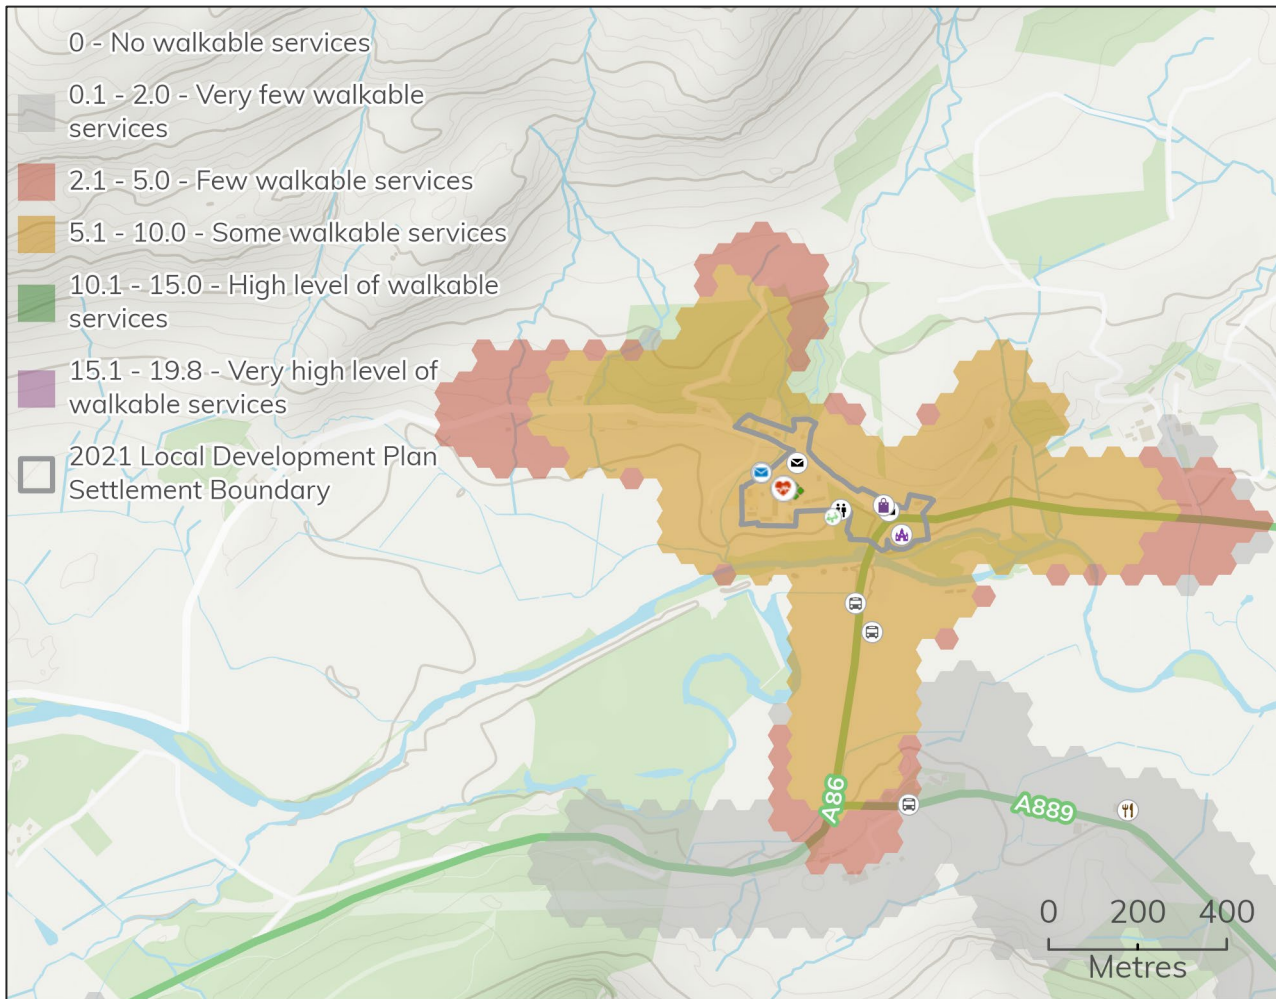 0 - No walkable services
0.1 - 2.0 - Very few walkable
services
2.1 - 5.0 - Few walkable services
5.1 - 10.0 - Some walkable services
10.1 - 15.0 - High level of walkable
services
15.1 - 19.8 - Very high level of
walkable services
2021 Local Development Plan
Settlement Boundary
A86
A889
0 200 400
Metres